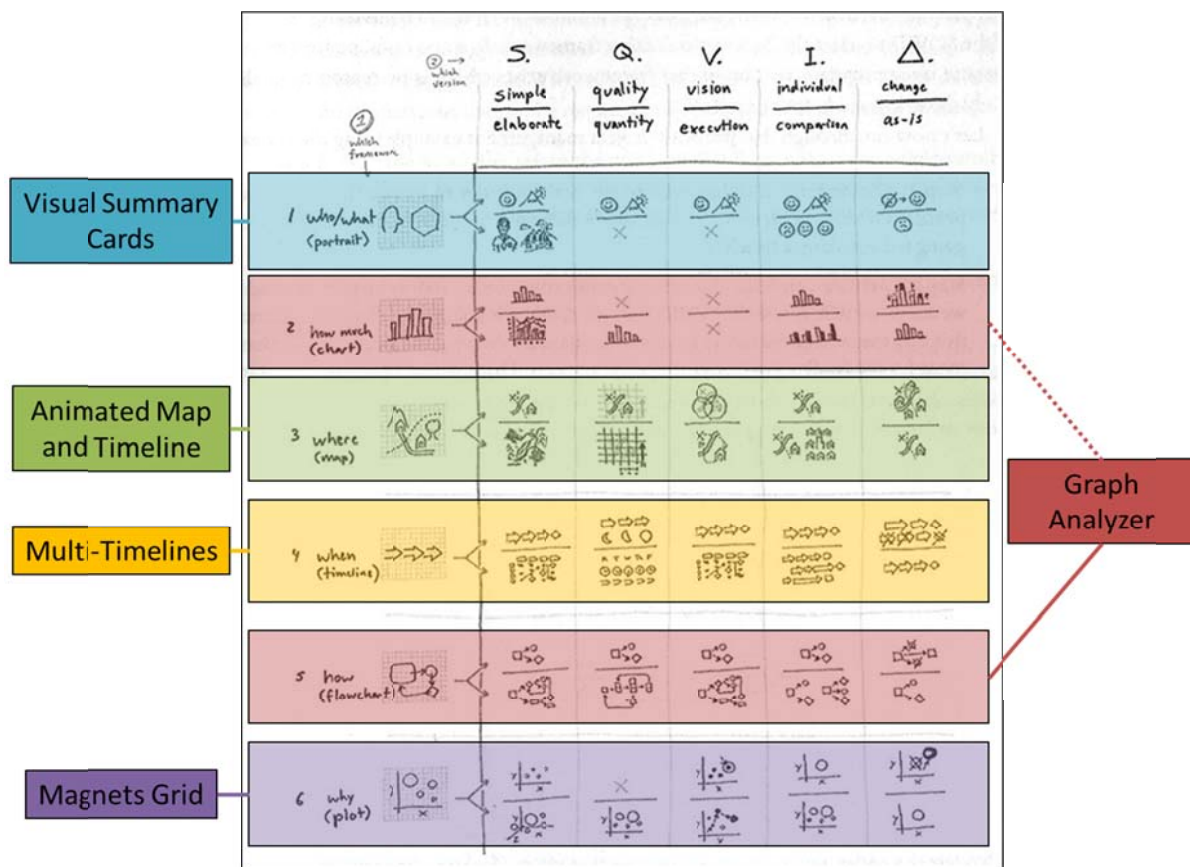 ② → which version
S. Q. V. I. Δ.
simple quality vision individual change
elaborate quantity execution comparison as-is
① which framework
Visual Summary Cards
1 who/what (portrait)
2 how much (chart)
Animated Map and Timeline
3 where (map)
Graph Analyzer
Multi-Timelines
4 when (timeline)
5 how (flowchart)
Magnets Grid
6 why (plot)